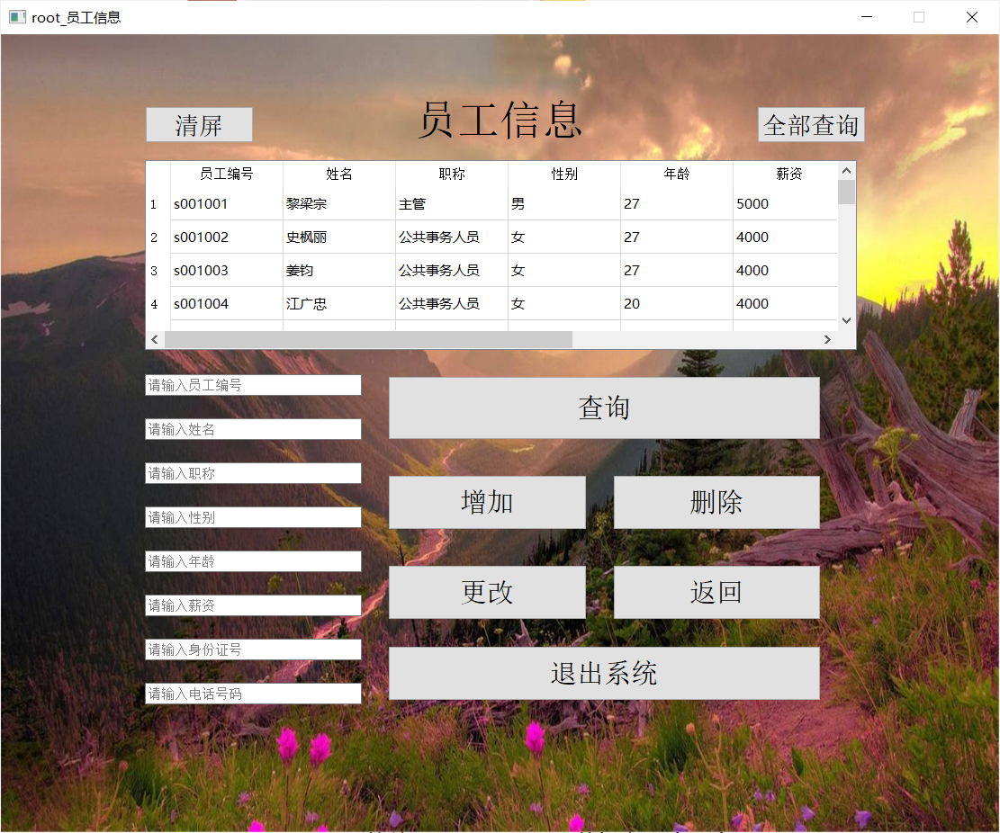 root_员工信息
清屏
员工信息
全部查询
员工编号 姓名 职称 性别 年龄 薪资
1 s001001 黎梁宗 主管 男 27 5000
2 s001002 史枫丽 公共事务人员 女 27 4000
3 s001003 姜钧 公共事务人员 女 27 4000
4 s001004 江广忠 公共事务人员 女 20 4000
请输入员工编号
请输入姓名
请输入职称
请输入性别
请输入年龄
请输入薪资
请输入身份证号
请输入电话号码
查询
增加 删除
更改 返回
退出系统